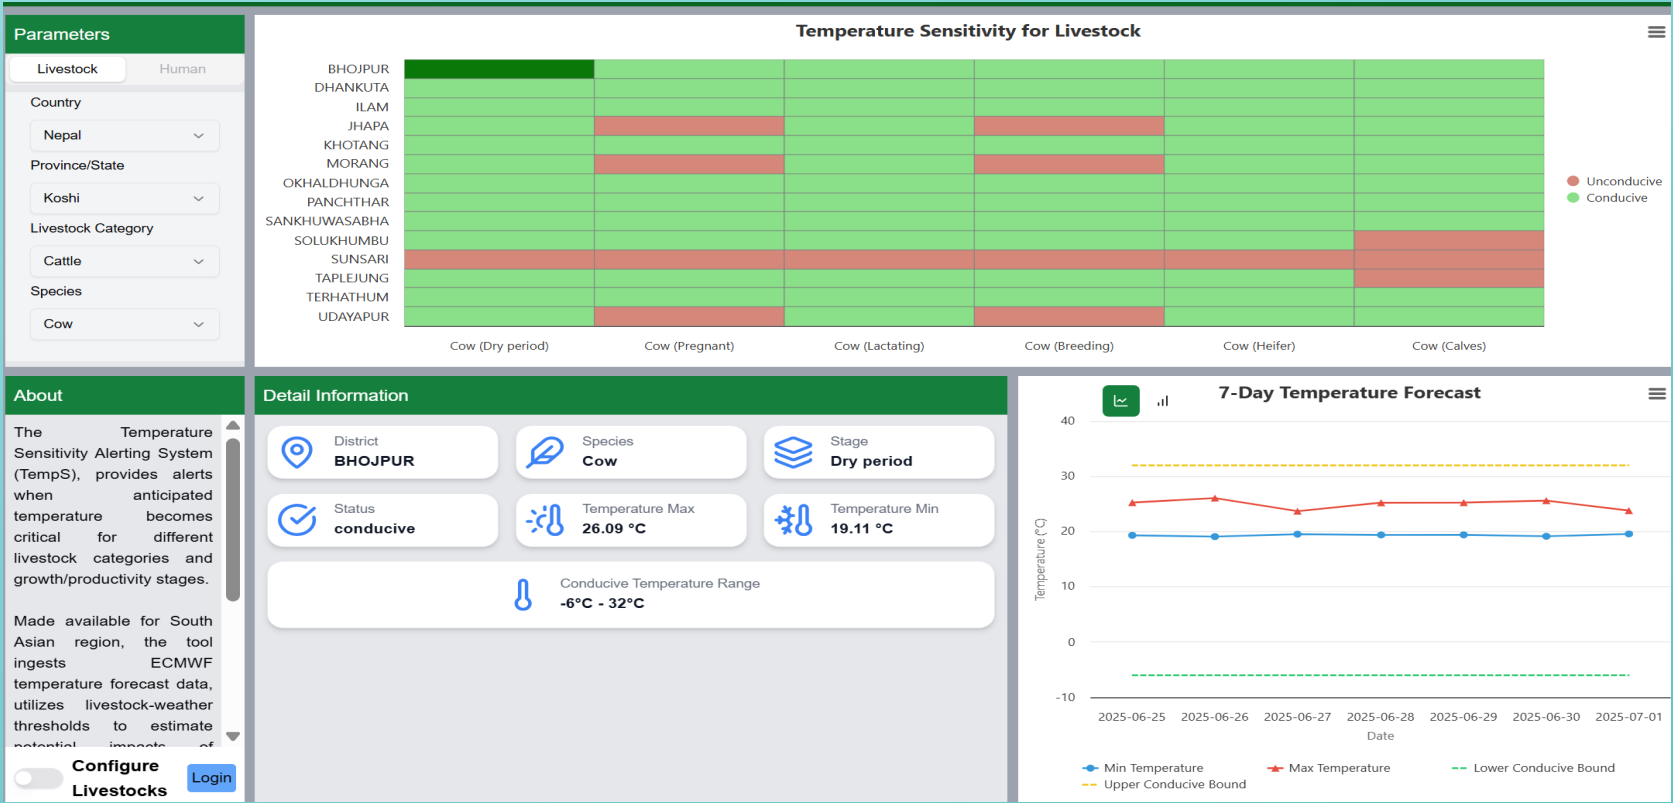 Parameters
Livestock
Human
Country
Nepal
Province/State
Koshi
Livestock Category
Cattle
Species
Cow
Temperature Sensitivity for Livestock
BHOJPUR
DHANKUTA
ILAM
JHAPA
KHOTANG
MORANG
OKHALDHUNGA
PANCHTHAR
SANKHUWASABHA
SOLUKHUMBU
SUNSARI
TAPLEJUNG
TERHATHUM
UDAYAPUR
Cow (Dry period)
Cow (Pregnant)
Cow (Lactating)
Cow (Breeding)
Cow (Heifer)
Cow (Calves)
Unconducive
Conducive
About
The Temperature
Sensitivity Alerting System
(TempS), provides alerts
when anticipated
temperature becomes
critical for different
livestock categories and
growth/productivity stages.
Made available for South
Asian region, the tool
ingests ECMWF
temperature forecast data,
utilizes livestock-weather
thresholds to estimate
potential impacts of
Configure
Livestocks
Login
Detail Information
District
BHOJPUR
Species
Cow
Stage
Dry period
Status
conducive
Temperature Max
26.09 °C
Temperature Min
19.11 °C
Conducive Temperature Range
-6°C - 32°C
7-Day Temperature Forecast
40
30
20
10
0
-10
Temperature (°C)
2025-06-25
2025-06-26
2025-06-27
2025-06-28
2025-06-29
2025-06-30
2025-07-01
Date
Min Temperature
Max Temperature
Lower Conducive Bound
Upper Conducive Bound